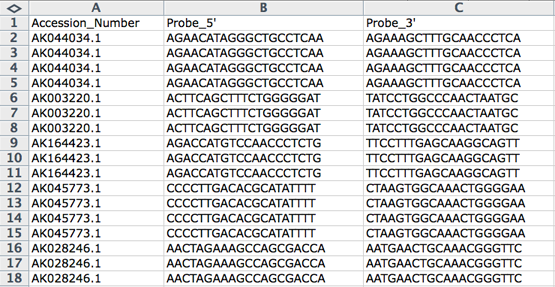 A B C
1 Accession_Number Probe_5' Probe_3'
2 AK044034.1 AGAACATAGGGCTGCCTCAA AGAAAGCTTTGCAACCCTCA
3 AK044034.1 AGAACATAGGGCTGCCTCAA AGAAAGCTTTGCAACCCTCA
4 AK044034.1 AGAACATAGGGCTGCCTCAA AGAAAGCTTTGCAACCCTCA
5 AK044034.1 AGAACATAGGGCTGCCTCAA AGAAAGCTTTGCAACCCTCA
6 AK003220.1 ACTTCAGCTTTCTGGGGGAT TATCCTGGCCCAACTAATGC
7 AK003220.1 ACTTCAGCTTTCTGGGGGAT TATCCTGGCCCAACTAATGC
8 AK003220.1 ACTTCAGCTTTCTGGGGGAT TATCCTGGCCCAACTAATGC
9 AK164423.1 AGACCATGTCCAACCCTCTG TTCCTTTGAGCAAGGCAGTT
10 AK164423.1 AGACCATGTCCAACCCTCTG TTCCTTTGAGCAAGGCAGTT
11 AK164423.1 AGACCATGTCCAACCCTCTG TTCCTTTGAGCAAGGCAGTT
12 AK045773.1 CCCCTTGACACGCATATTTT CTAAGTGGCAAACTGGGGAA
13 AK045773.1 CCCCTTGACACGCATATTTT CTAAGTGGCAAACTGGGGAA
14 AK045773.1 CCCCTTGACACGCATATTTT CTAAGTGGCAAACTGGGGAA
15 AK045773.1 CCCCTTGACACGCATATTTT CTAAGTGGCAAACTGGGGAA
16 AK028246.1 AACTAGAAAGCCAGCGACCA AATGAACTGCAAACGGGTTC
17 AK028246.1 AACTAGAAAGCCAGCGACCA AATGAACTGCAAACGGGTTC
18 AK028246.1 AACTAGAAAGCCAGCGACCA AATGAACTGCAAACGGGTTC